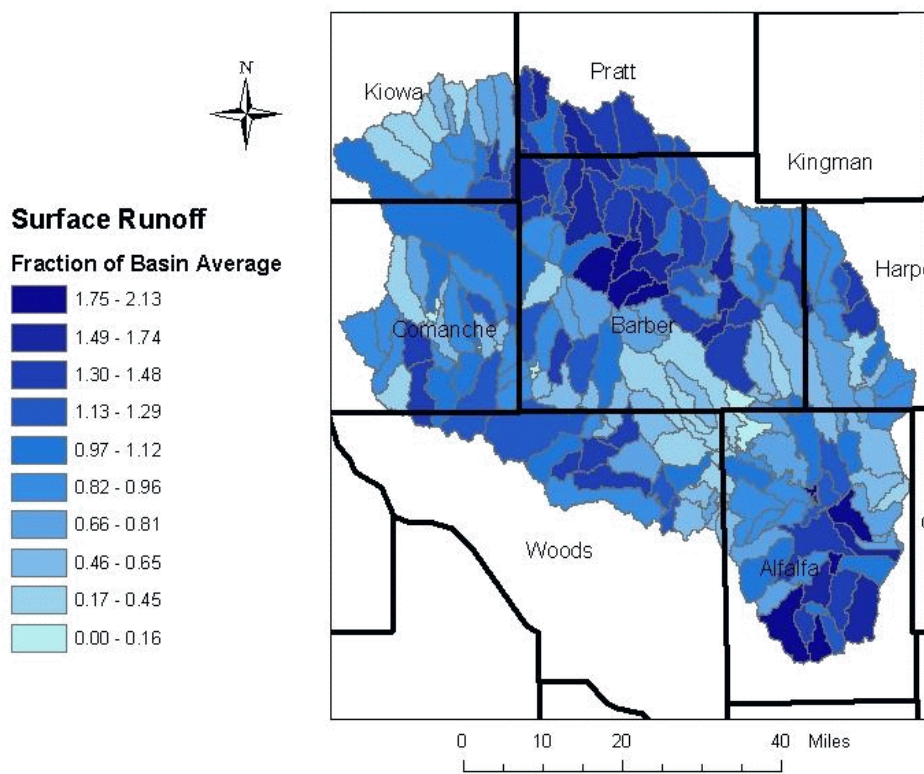 N
Kiowa
Pratt
Kingman
Surface Runoff
Fraction of Basin Average
1.75 - 2.13
1.49 - 1.74
1.30 - 1.48
1.13 - 1.29
0.97 - 1.12
0.82 - 0.96
0.66 - 0.81
0.46 - 0.65
0.17 - 0.45
0.00 - 0.16
Harpe
Comanche
Barber
Woods
Alfalfa
0 10 20 40 Miles